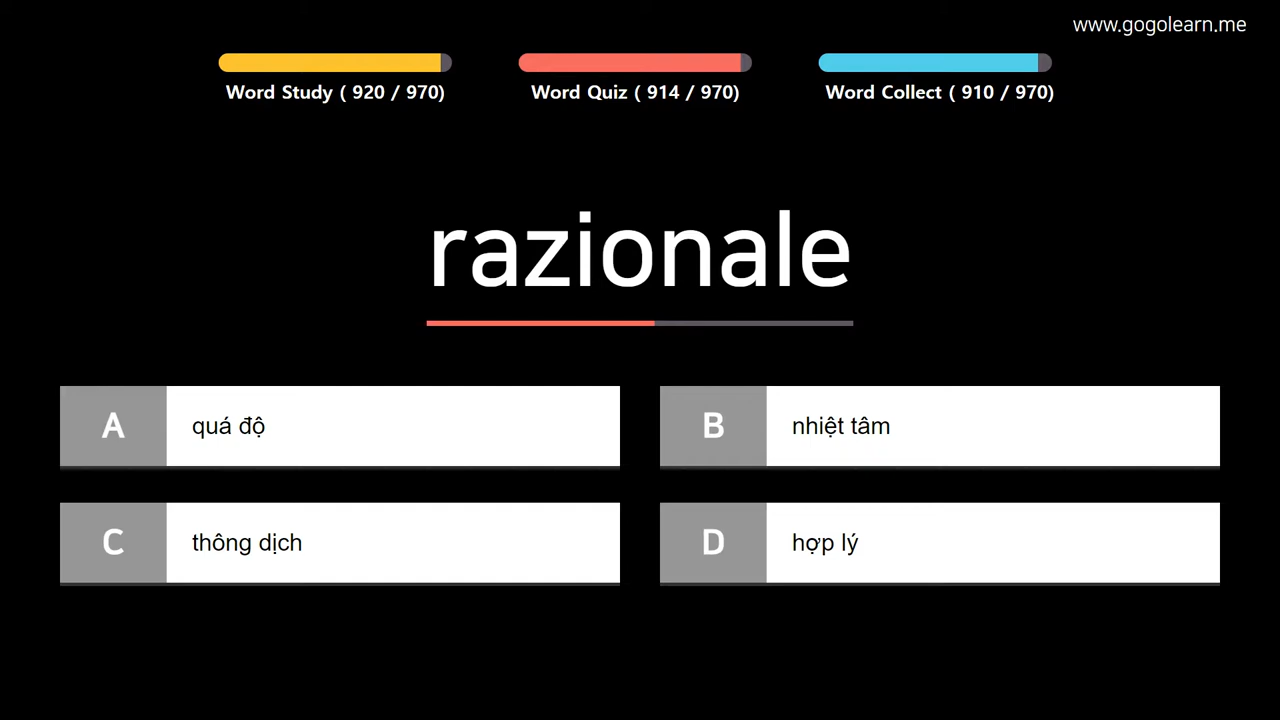 www.gogolearn.me
Word Study ( 920 / 970)
Word Quiz ( 914 / 970)
Word Collect ( 910 / 970)
razionale
A quá độ
B nhiệt tâm
C thông dịch
D hợp lý